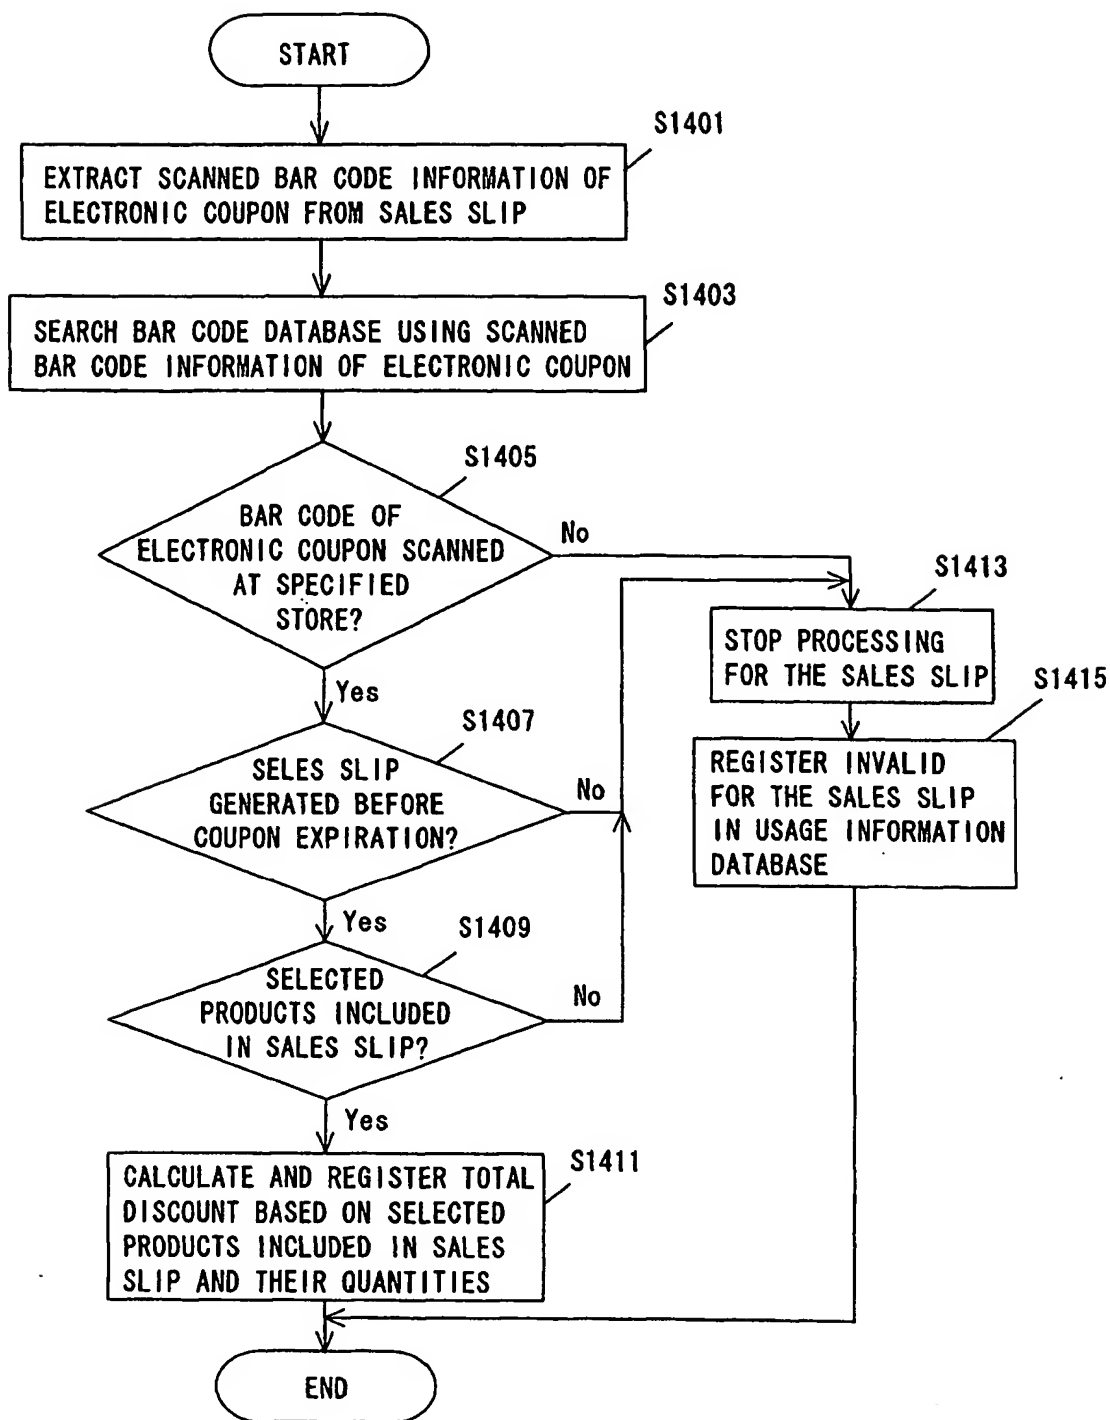 START
S1401
EXTRACT SCANNED BAR CODE INFORMATION OF
ELECTRONIC COUPON FROM SALES SLIP
S1403
SEARCH BAR CODE DATABASE USING SCANNED
BAR CODE INFORMATION OF ELECTRONIC COUPON
S1405
BAR CODE OF
ELECTRONIC COUPON SCANNED
AT SPECIFIED
STORE?
No
Yes
S1413
STOP PROCESSING
FOR THE SALES SLIP
S1415
REGISTER INVALID
FOR THE SALES SLIP
IN USAGE INFORMATION
DATABASE
S1407
SELES SLIP
GENERATED BEFORE
COUPON EXPIRATION?
No
Yes
S1409
SELECTED
PRODUCTS INCLUDED
IN SALES SLIP?
No
Yes
S1411
CALCULATE AND REGISTER TOTAL
DISCOUNT BASED ON SELECTED
PRODUCTS INCLUDED IN SALES
SLIP AND THEIR QUANTITIES
END